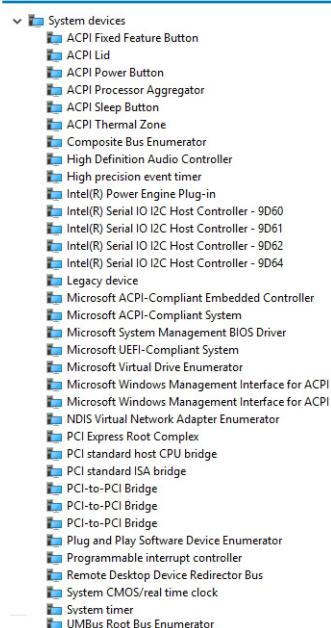 System devices
ACPI Fixed Feature Button
ACPI Lid
ACPI Power Button
ACPI Processor Aggregator
ACPI Sleep Button
ACPI Thermal Zone
Composite Bus Enumerator
High Definition Audio Controller
High precision event timer
Intel(R) Power Engine Plug-in
Intel(R) Serial IO I2C Host Controller - 9D60
Intel(R) Serial IO I2C Host Controller - 9D61
Intel(R) Serial IO I2C Host Controller - 9D62
Intel(R) Serial IO I2C Host Controller - 9D64
Legacy device
Microsoft ACPI-Compliant Embedded Controller
Microsoft ACPI-Compliant System
Microsoft System Management BIOS Driver
Microsoft UEFI-Compliant System
Microsoft Virtual Drive Enumerator
Microsoft Windows Management Interface for ACPI
Microsoft Windows Management Interface for ACPI
NDIS Virtual Network Adapter Enumerator
PCI Express Root Complex
PCI standard host CPU bridge
PCI standard ISA bridge
PCI-to-PCI Bridge
PCI-to-PCI Bridge
PCI-to-PCI Bridge
Plug and Play Software Device Enumerator
Programmable interrupt controller
Remote Desktop Device Redirector Bus
System CMOS/real time clock
System timer
UMBus Root Bus Enumerator